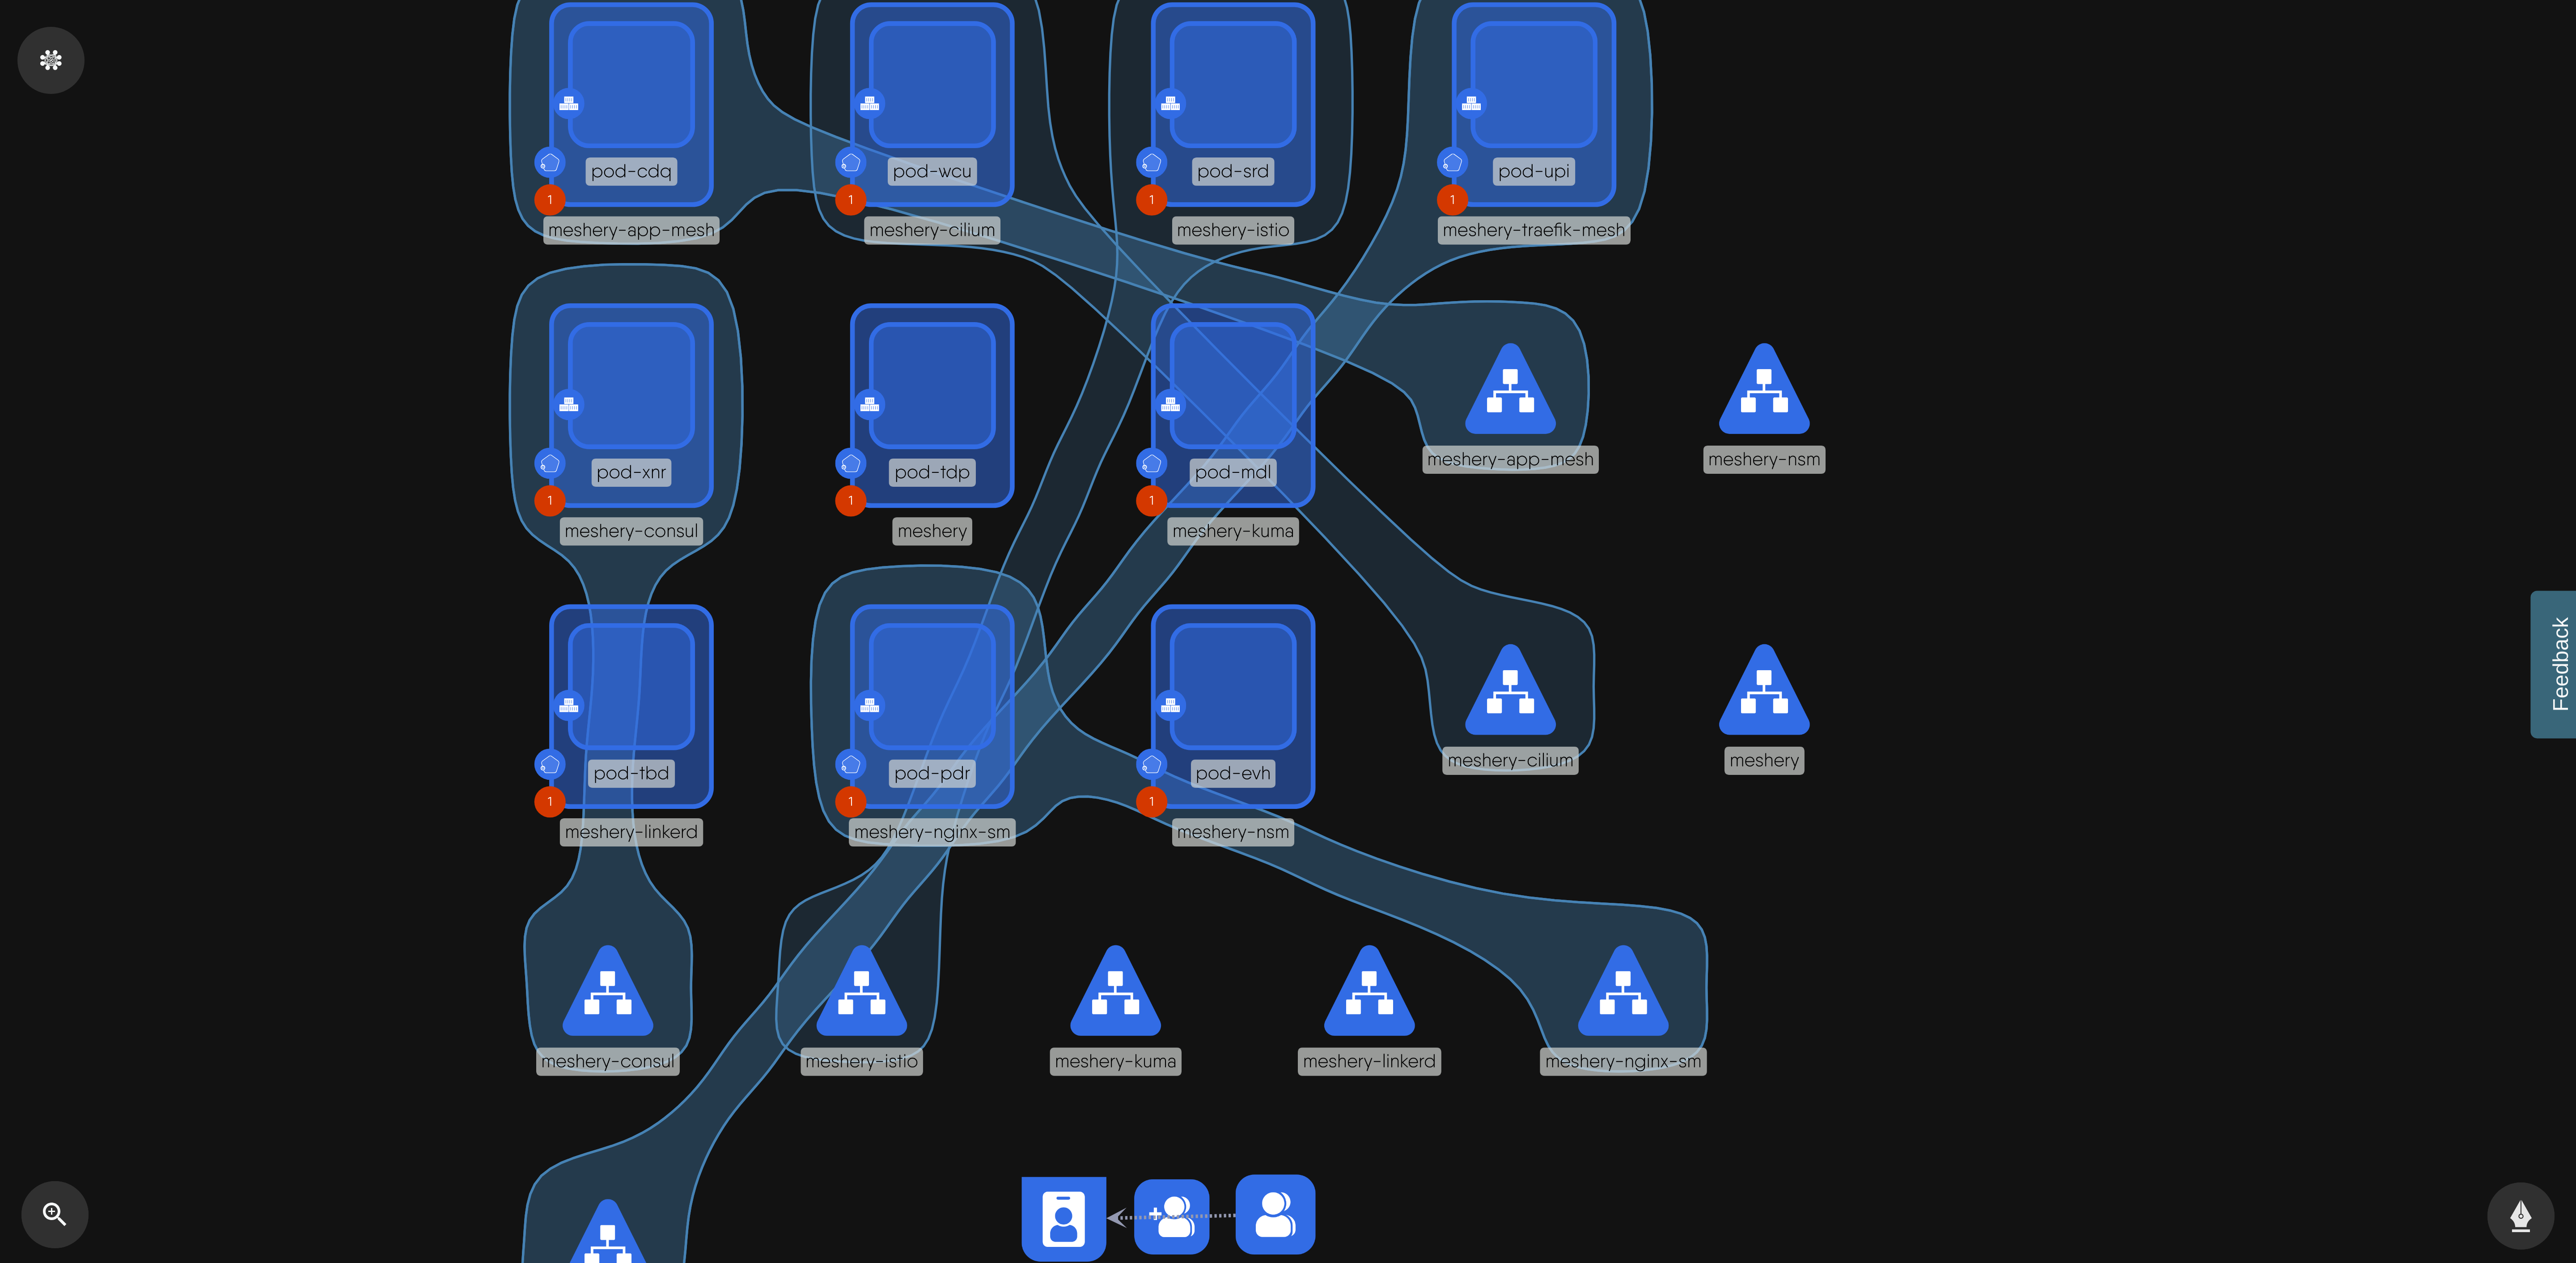 pod-cdq
pod-wcu
pod-srd
pod-upi
1
1
1
1
meshery-app-mesh
meshery-cilium
meshery-istio
meshery-traefik-mesh
pod-xnr
pod-tdp
pod-mdl
meshery-app-mesh
meshery-nsm
1
1
1
meshery-consul
meshery
meshery-kuma
pod-tbd
pod-pdr
pod-evh
meshery-cilium
meshery
1
1
1
meshery-linkerd
meshery-nginx-sm
meshery-nsm
meshery-consul
meshery-istio
meshery-kuma
meshery-linkerd
meshery-nginx-sm
Feedback